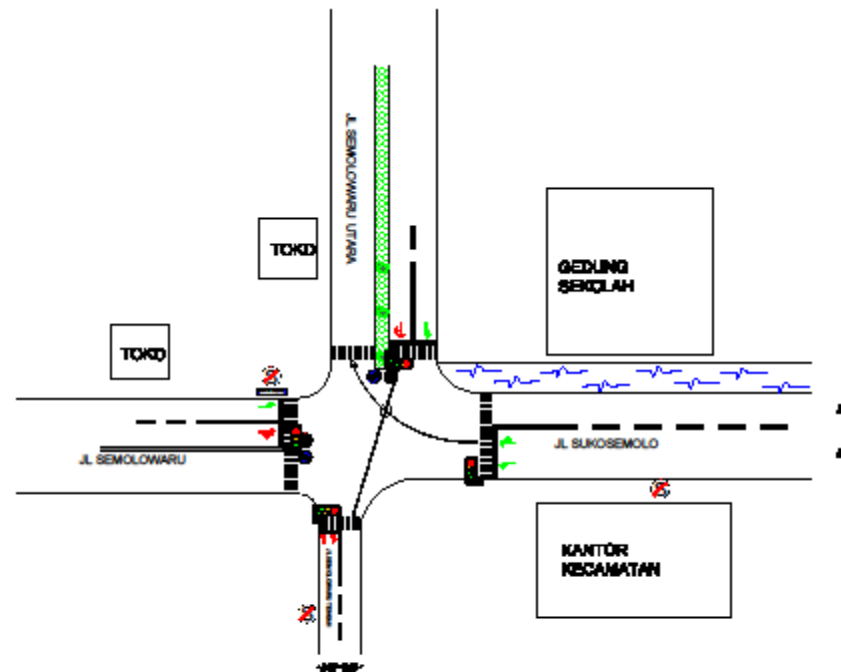 JL SEMOLOWARU UTARA
TOKO
GEDUNG
SEKOLAH
TOKO
JL SEMOLOWARU
JL SUKOSEMOLO
KANTOR
KECAMATAN